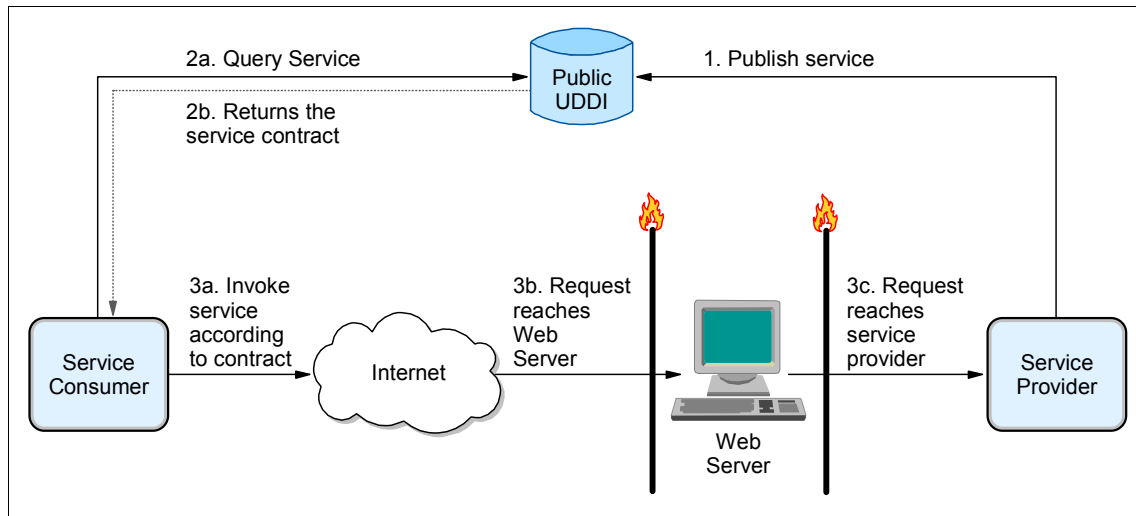 2a. Query Service
Public
UDDI
1. Publish service
2b. Returns the
service contract
3a. Invoke
service
according
to contract
3b. Request
reaches
Web
Server
3c. Request
reaches
service
provider
Service
Consumer
Internet
Web
Server
Service
Provider